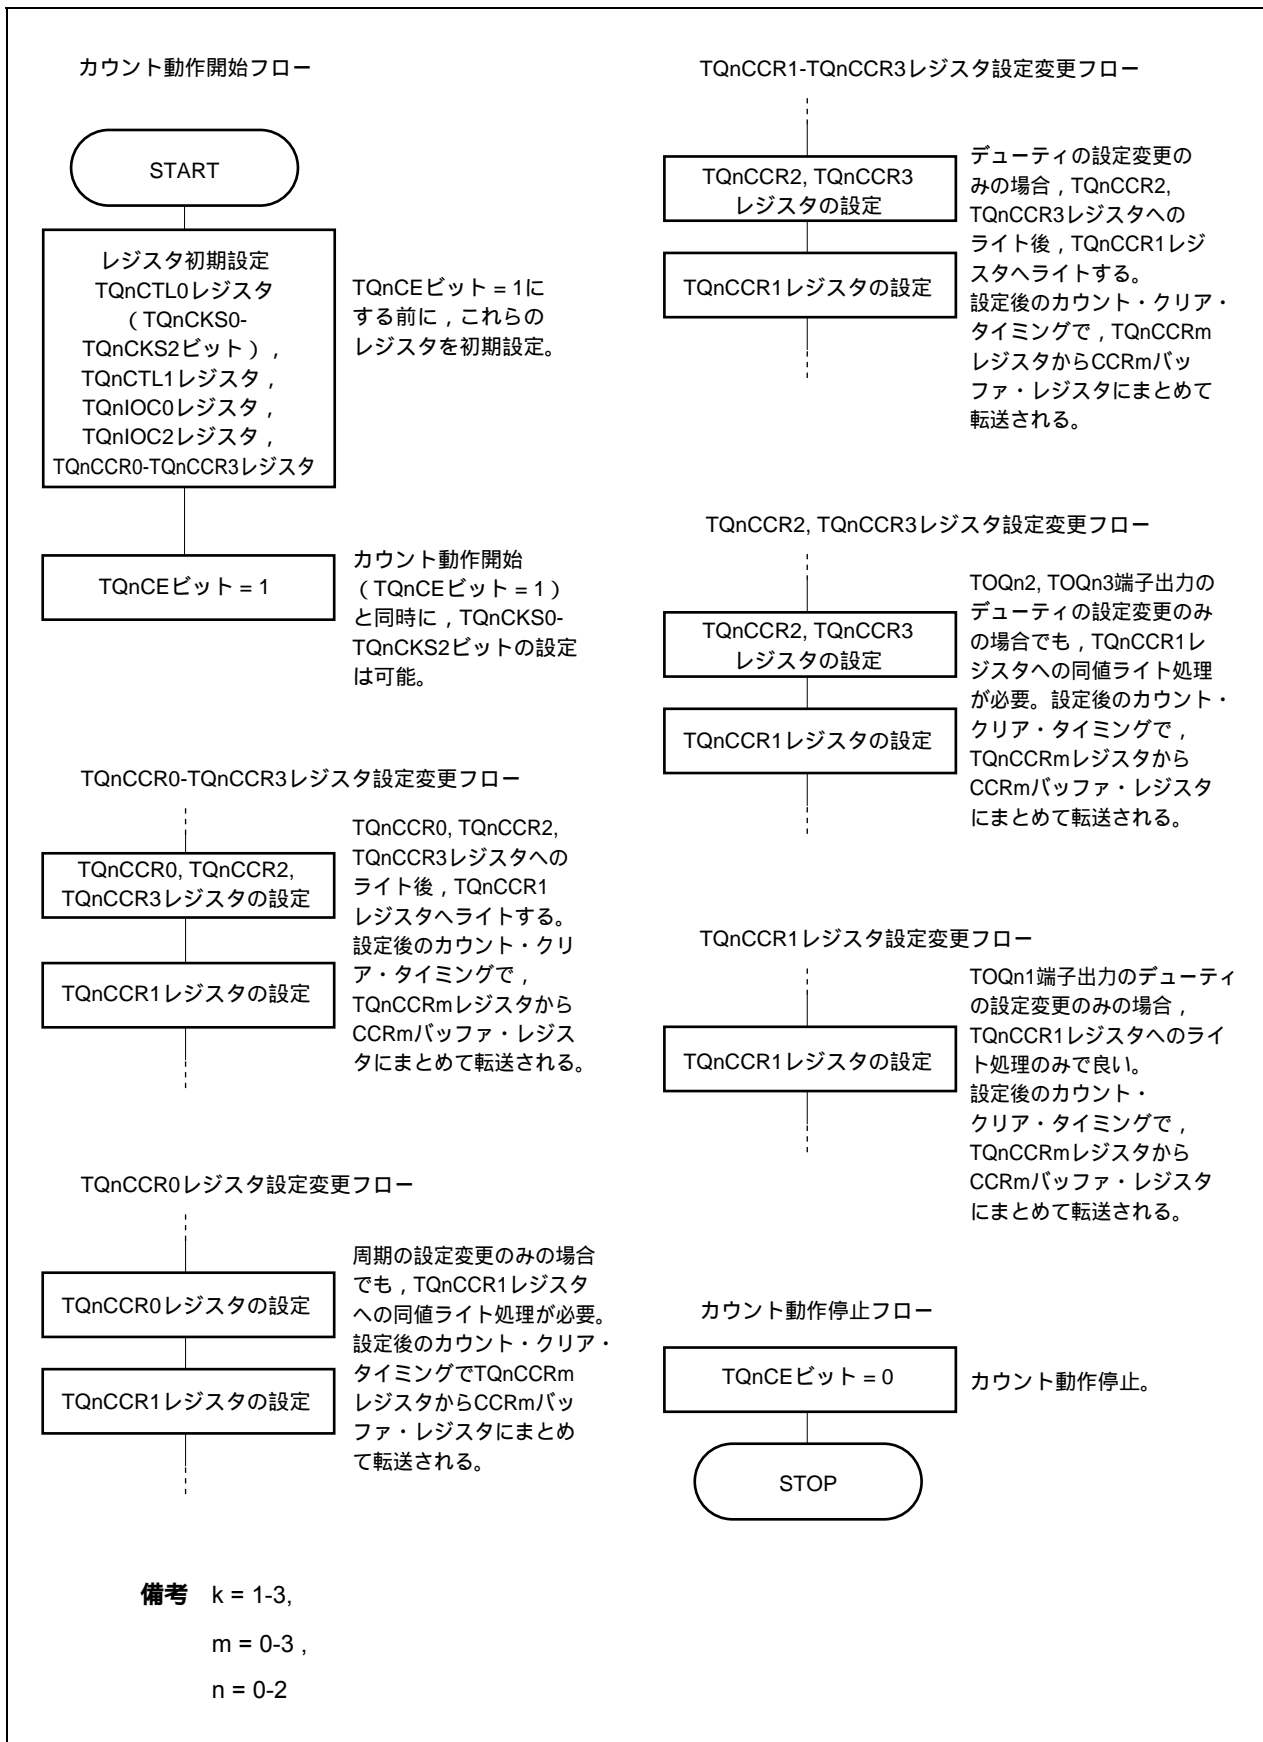 カウント動作開始フロー
START
レジスタ初期設定
TQnCTL0レジスタ
（TQnCKS0-
TQnCKS2ビット），
TQnCTL1レジスタ，
TQnIOC0レジスタ，
TQnIOC2レジスタ，
TQnCCR0-TQnCCR3レジスタ
TQnCEビット = 1に
する前に，これらの
レジスタを初期設定。
TQnCEビット = 1
カウント動作開始
（TQnCEビット = 1）
と同時に，TQnCKS0-
TQnCKS2ビットの設定
は可能。
TQnCCR0-TQnCCR3レジスタ設定変更フロー
TQnCCR0, TQnCCR2,
TQnCCR3レジスタの設定
TQnCCR1レジスタの設定
TQnCCR0, TQnCCR2,
TQnCCR3レジスタへの
ライト後，TQnCCR1
レジスタへライトする。
設定後のカウント・クリ
ア・タイミングで，
TQnCCRmレジスタから
CCRmバッファ・レジス
タにまとめて転送される。
TQnCCR0レジスタ設定変更フロー
TQnCCR0レジスタの設定
TQnCCR1レジスタの設定
周期の設定変更のみの場合
でも，TQnCCR1レジスタ
への同値ライト処理が必要。
設定後のカウント・クリア・
タイミングでTQnCCRm
レジスタからCCRmバッ
ファ・レジスタにまとめ
て転送される。
TQnCCR1-TQnCCR3レジスタ設定変更フロー
TQnCCR2, TQnCCR3
レジスタの設定
TQnCCR1レジスタの設定
デューティの設定変更の
みの場合，TQnCCR2,
TQnCCR3レジスタへの
ライト後，TQnCCR1レジ
スタへライトする。
設定後のカウント・クリア・
タイミングで，TQnCCRm
レジスタからCCRmバッ
ファ・レジスタにまとめて
転送される。
TQnCCR2, TQnCCR3レジスタ設定変更フロー
TQnCCR2, TQnCCR3
レジスタの設定
TQnCCR1レジスタの設定
TOQn2, TOQn3端子出力の
デューティの設定変更のみ
の場合でも，TQnCCR1レ
ジスタへの同値ライト処理
が必要。設定後のカウント・
クリア・タイミングで，
TQnCCRmレジスタから
CCRmバッファ・レジスタ
にまとめて転送される。
TQnCCR1レジスタ設定変更フロー
TQnCCR1レジスタの設定
TOQn1端子出力のデューティ
の設定変更のみの場合，
TQnCCR1レジスタへのライ
ト処理のみで良い。
設定後のカウント・
クリア・タイミングで，
TQnCCRmレジスタから
CCRmバッファ・レジスタ
にまとめて転送される。
カウント動作停止フロー
TQnCEビット = 0
カウント動作停止。
STOP
備考 k = 1-3,
m = 0-3，
n = 0-2